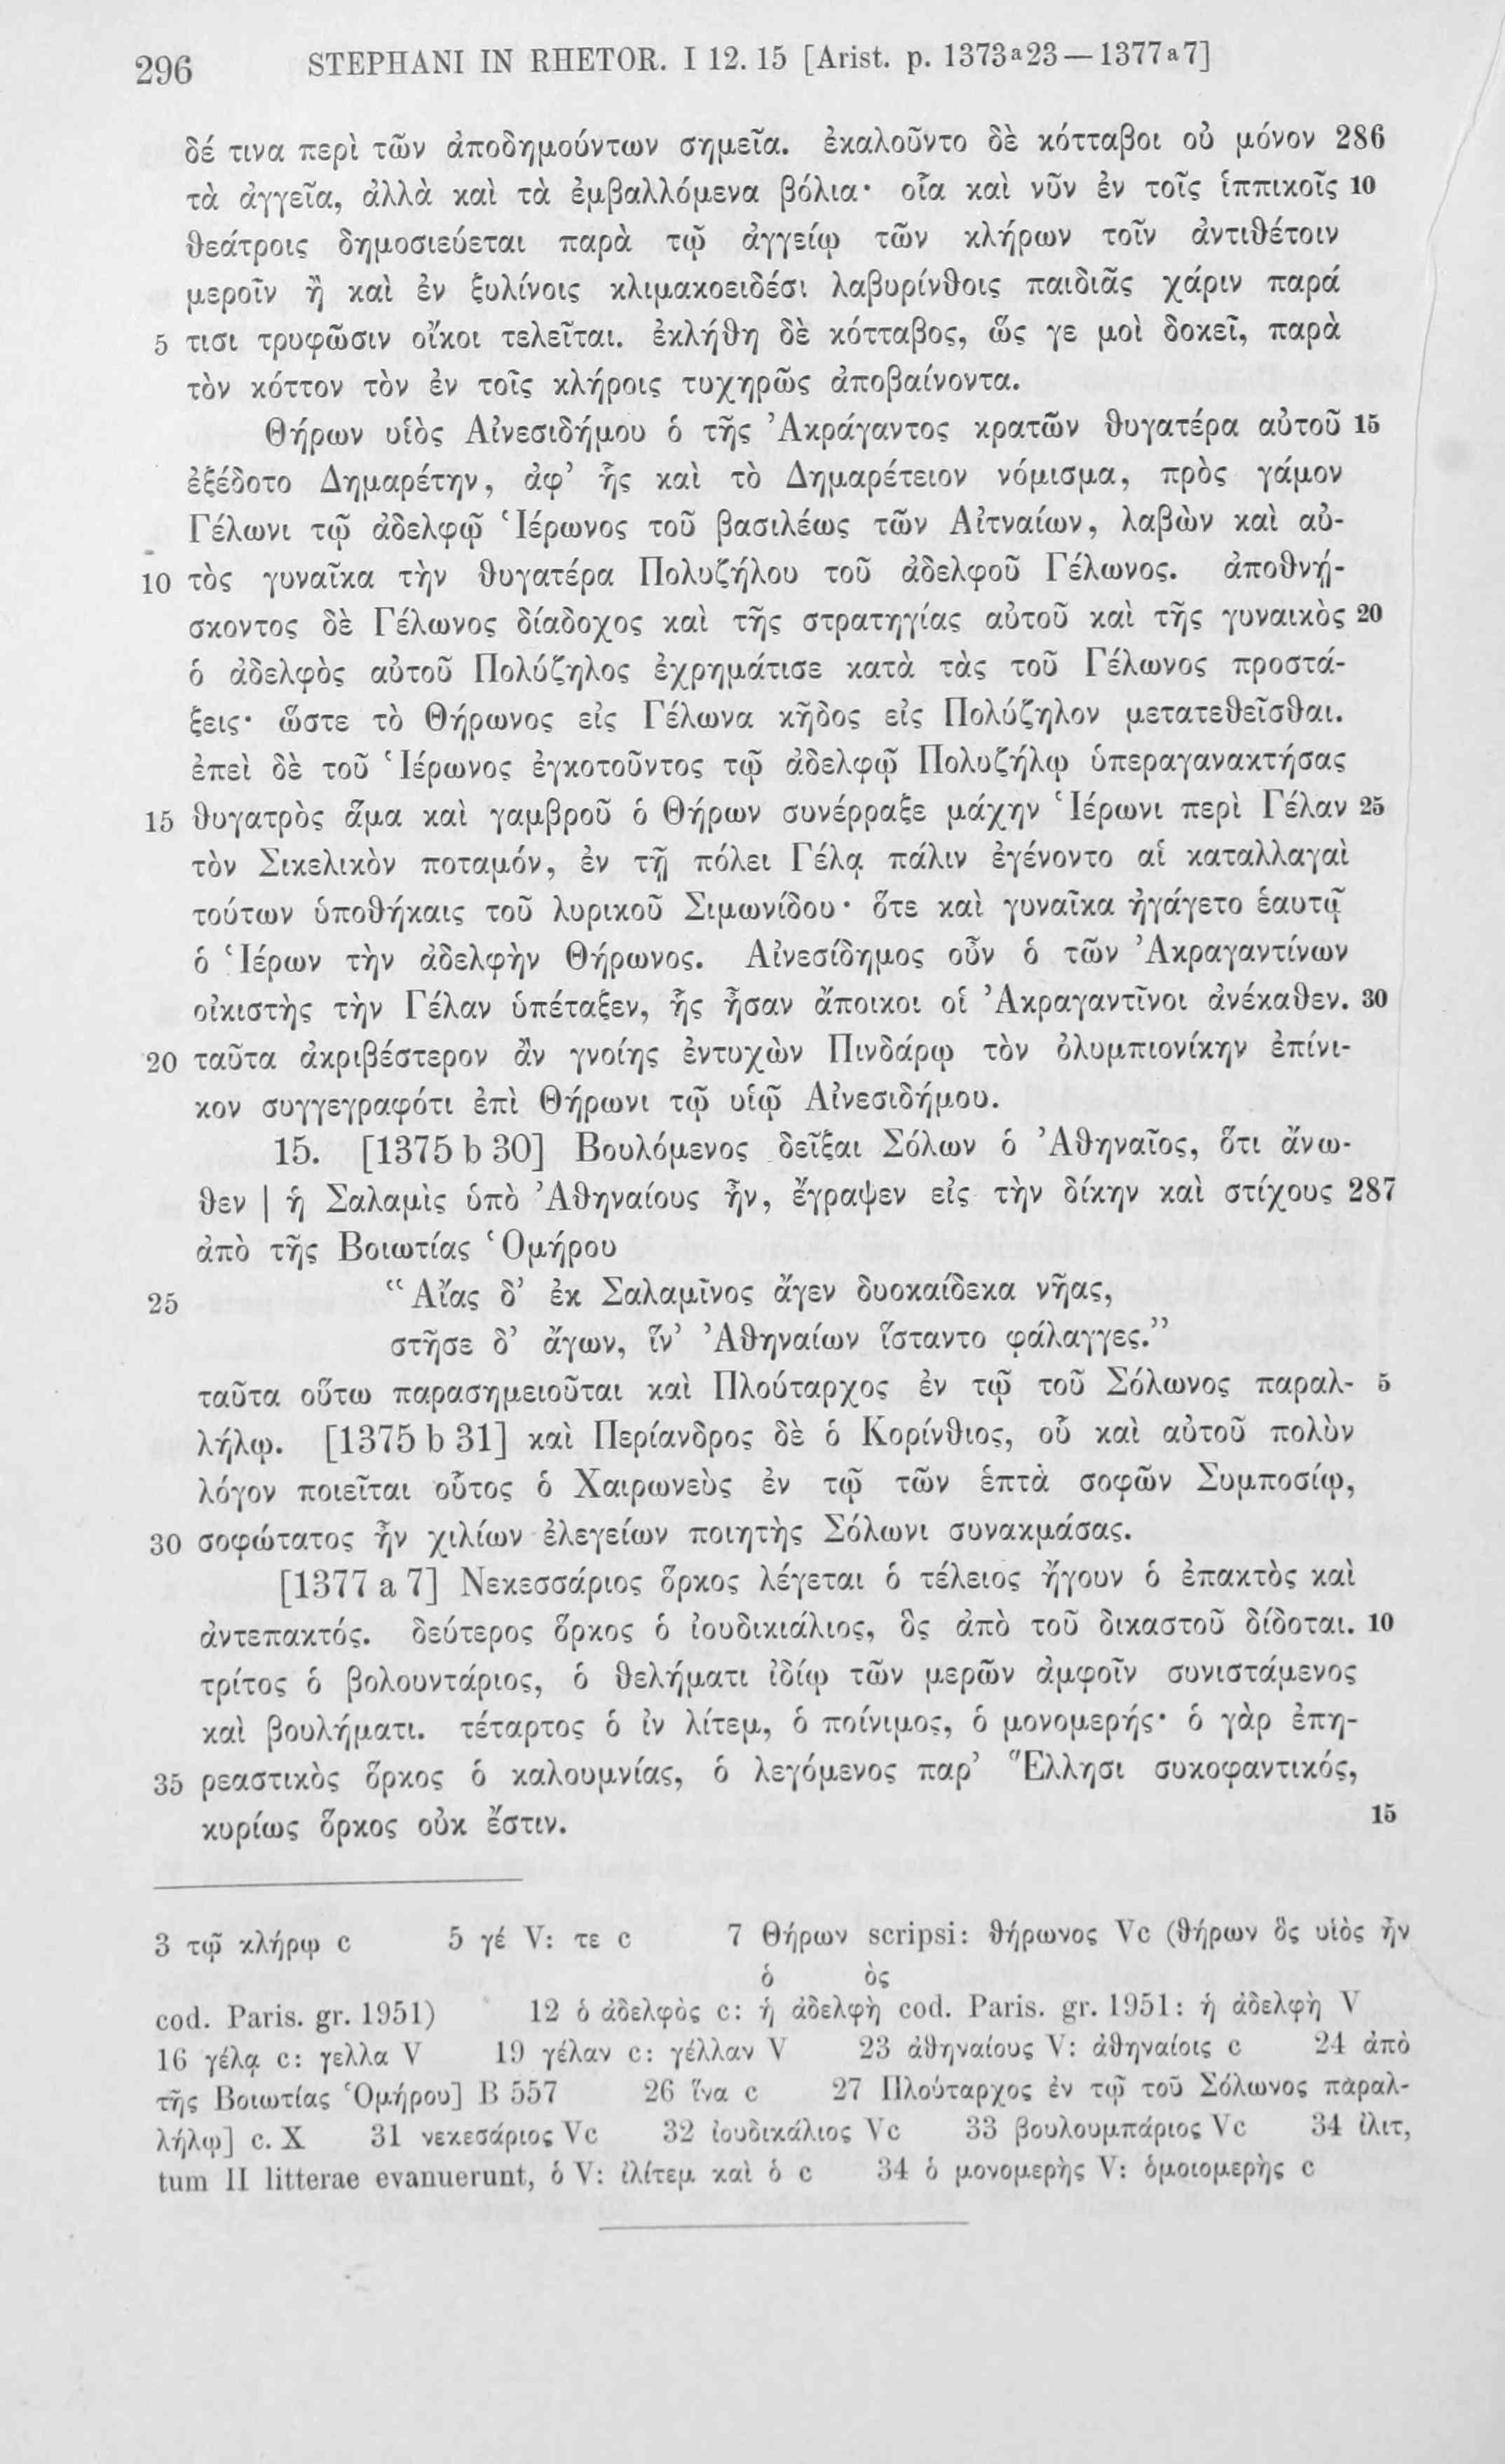 296 STEPHANI IN RHETOR. I 12. 15 [Arist. p. 1373a23 — 1377a7]
δέ τινα περὶ τῶν ἀποδημούντων σημεῖα. ἐκαλοῦντο δὲ κότταβοι οὐ μόνον 286
τὰ ἀγγεῖα, ἀλλὰ καὶ τὰ ἐμβαλλόμενα βόλια· οἷα καὶ νῦν ἐν τοῖς ἱππικοῖς 10
θεάτροις δημοσιεύεται παρὰ τῷ ἀγγείῳ τῶν κλήρων τοῖν ἀντιθέτοιν
μεροῖν ἢ καὶ ἐν ξυλίνοις κλιμακοειδέσι λαβυρίνθοις παιδιᾶς χάριν παρά
5 τισι τρυφῶσιν οἴκοι τελεῖται. ἐκλήθη δὲ κότταβος, ὥς γε μοὶ δοκεῖ, παρὰ
τὸν κόττον τὸν ἐν τοῖς κλήροις τυχηρῶς ἀποβαίνοντα.
Θήρων υἱὸς Αἰνεσιδήμου ὁ τῆς Ἀκράγαντος κρατῶν θυγατέρα αὐτοῦ 15
ἐξέδοτο Δημαρέτην, ἀφ’ ἧς καὶ τὸ Δημαρέτειον νόμισμα, πρὸς γάμον
Γέλωνι τῷ ἀδελφῷ Ἱέρωνος τοῦ βασιλέως τῶν Αἰτναίων, λαβὼν καὶ αὐ-
10 τὸς γυναῖκα τὴν θυγατέρα Πολυζήλου τοῦ ἀδελφοῦ Γέλωνος. ἀποθνῄ-
σκοντος δὲ Γέλωνος δίαδοχος καὶ τῆς στρατηγίας αὐτοῦ καὶ τῆς γυναικὸς 20
ὁ ἀδελφὸς αὐτοῦ Πολύζηλος ἐχρημάτισε κατὰ τὰς τοῦ Γέλωνος προστά-
ξεις· ὥστε τὸ Θήρωνος εἰς Γέλωνα κῆδος εἰς Πολύζηλον μετατεθεῖσθαι.
ἐπεὶ δὲ τοῦ Ἱέρωνος ἐγκοτοῦντος τῷ ἀδελφῷ Πολυζήλῳ ὑπεραγανακτήσας
15 θυγατρὸς ἅμα καὶ γαμβροῦ ὁ Θήρων συνέρραξε μάχην Ἱέρωνι περὶ Γέλαν 25
τὸν Σικελικὸν ποταμόν, ἐν τῇ πόλει Γέλᾳ πάλιν ἐγένοντο αἱ καταλλαγαὶ
τούτων ὑποθήκαις τοῦ λυρικοῦ Σιμωνίδου· ὅτε καὶ γυναῖκα ἠγάγετο ἑαυτῷ
ὁ Ἱέρων τὴν ἀδελφὴν Θήρωνος. Αἰνεσίδημος οὖν ὁ τῶν Ἀκραγαντίνων
οἰκιστὴς τὴν Γέλαν ὑπέταξεν, ἧς ἦσαν ἄποικοι οἱ Ἀκραγαντῖνοι ἀνέκαθεν. 30
20 ταῦτα ἀκριβέστερον ἂν γνοίης ἐντυχὼν Πινδάρῳ τὸν ὀλυμπιονίκην ἐπίνι-
κον συγγεγραφότι ἐπὶ Θήρωνι τῷ υἱῷ Αἰνεσιδήμου.
15. [1375 b 30] Βουλόμενος δεῖξαι Σόλων ὁ Ἀθηναῖος, ὅτι ἄνω-
θεν | ἡ Σαλαμὶς ὑπὸ Ἀθηναίους ἦν, ἔγραψεν εἰς τὴν δίκην καὶ στίχους 287
ἀπὸ τῆς Βοιωτίας Ὁμήρου
25 “Αἴας δ’ ἐκ Σαλαμῖνος ἄγεν δυοκαίδεκα νῆας,
στῆσε δ’ ἄγων, ἵν’ Ἀθηναίων ἵσταντο φάλαγγες.”
ταῦτα οὕτω παρασημειοῦται καὶ Πλούταρχος ἐν τῷ τοῦ Σόλωνος παραλ- 5
λήλῳ. [1375 b 31] καὶ Περίανδρος δὲ ὁ Κορίνθιος, οὗ καὶ αὐτοῦ πολὺν
λόγον ποιεῖται οὗτος ὁ Χαιρωνεὺς ἐν τῷ τῶν ἑπτὰ σοφῶν Συμποσίῳ,
30 σοφώτατος ἦν χιλίων ἐλεγείων ποιητὴς Σόλωνι συνακμάσας.
[1377 a 7] Νεκεσσάριος ὅρκος λέγεται ὁ τέλειος ἤγουν ὁ ἐπακτὸς καὶ
ἀντεπακτός. δεύτερος ὅρκος ὁ ἰουδικιάλιος, ὃς ἀπὸ τοῦ δικαστοῦ δίδοται. 10
τρίτος ὁ βολουντάριος, ὁ θελήματι ἰδίῳ τῶν μερῶν ἀμφοῖν συνιστάμενος
καὶ βουλήματι. τέταρτος ὁ ἰν λίτεμ, ὁ ποίνιμος, ὁ μονομερής· ὁ γὰρ ἐπη-
35 ρεαστικὸς ὅρκος ὁ καλουμνίας, ὁ λεγόμενος παρ’ Ἕλλησι συκοφαντικός,
κυρίως ὅρκος οὐκ ἔστιν. 15
3 τῷ κλήρῳ c 5 γέ V: τε c 7 Θήρων scripsi: θήρωνος Vc (θήρων ὃς υἱὸς ἦν
ὁ ὸς
cod. Paris. gr. 1951) 12 ὁ ἀδελφὸς c: ἡ ἀδελφὴ cod. Paris. gr. 1951: ἡ ἀδελφὴ V
16 γέλᾳ c: γελλα V 19 γέλαν c: γέλλαν V 23 ἀθηναίους V: ἀθηναίοις c 24 ἀπὸ
τῆς Βοιωτίας Ὁμήρου] B 557 26 ἵνα c 27 Πλούταρχος ἐν τῷ τοῦ Σόλωνος παραλ-
λήλῳ] c. X 31 νεκεσάριος Vc 32 ἰουδικάλιος Vc 33 βουλουμπάριος Vc 34 ἰλιτ,
tum II litterae evanuerunt, ὁ V: ἰλίτεμ καὶ ὁ c 34 ὁ μονομερὴς V: ὁμοιομερὴς c